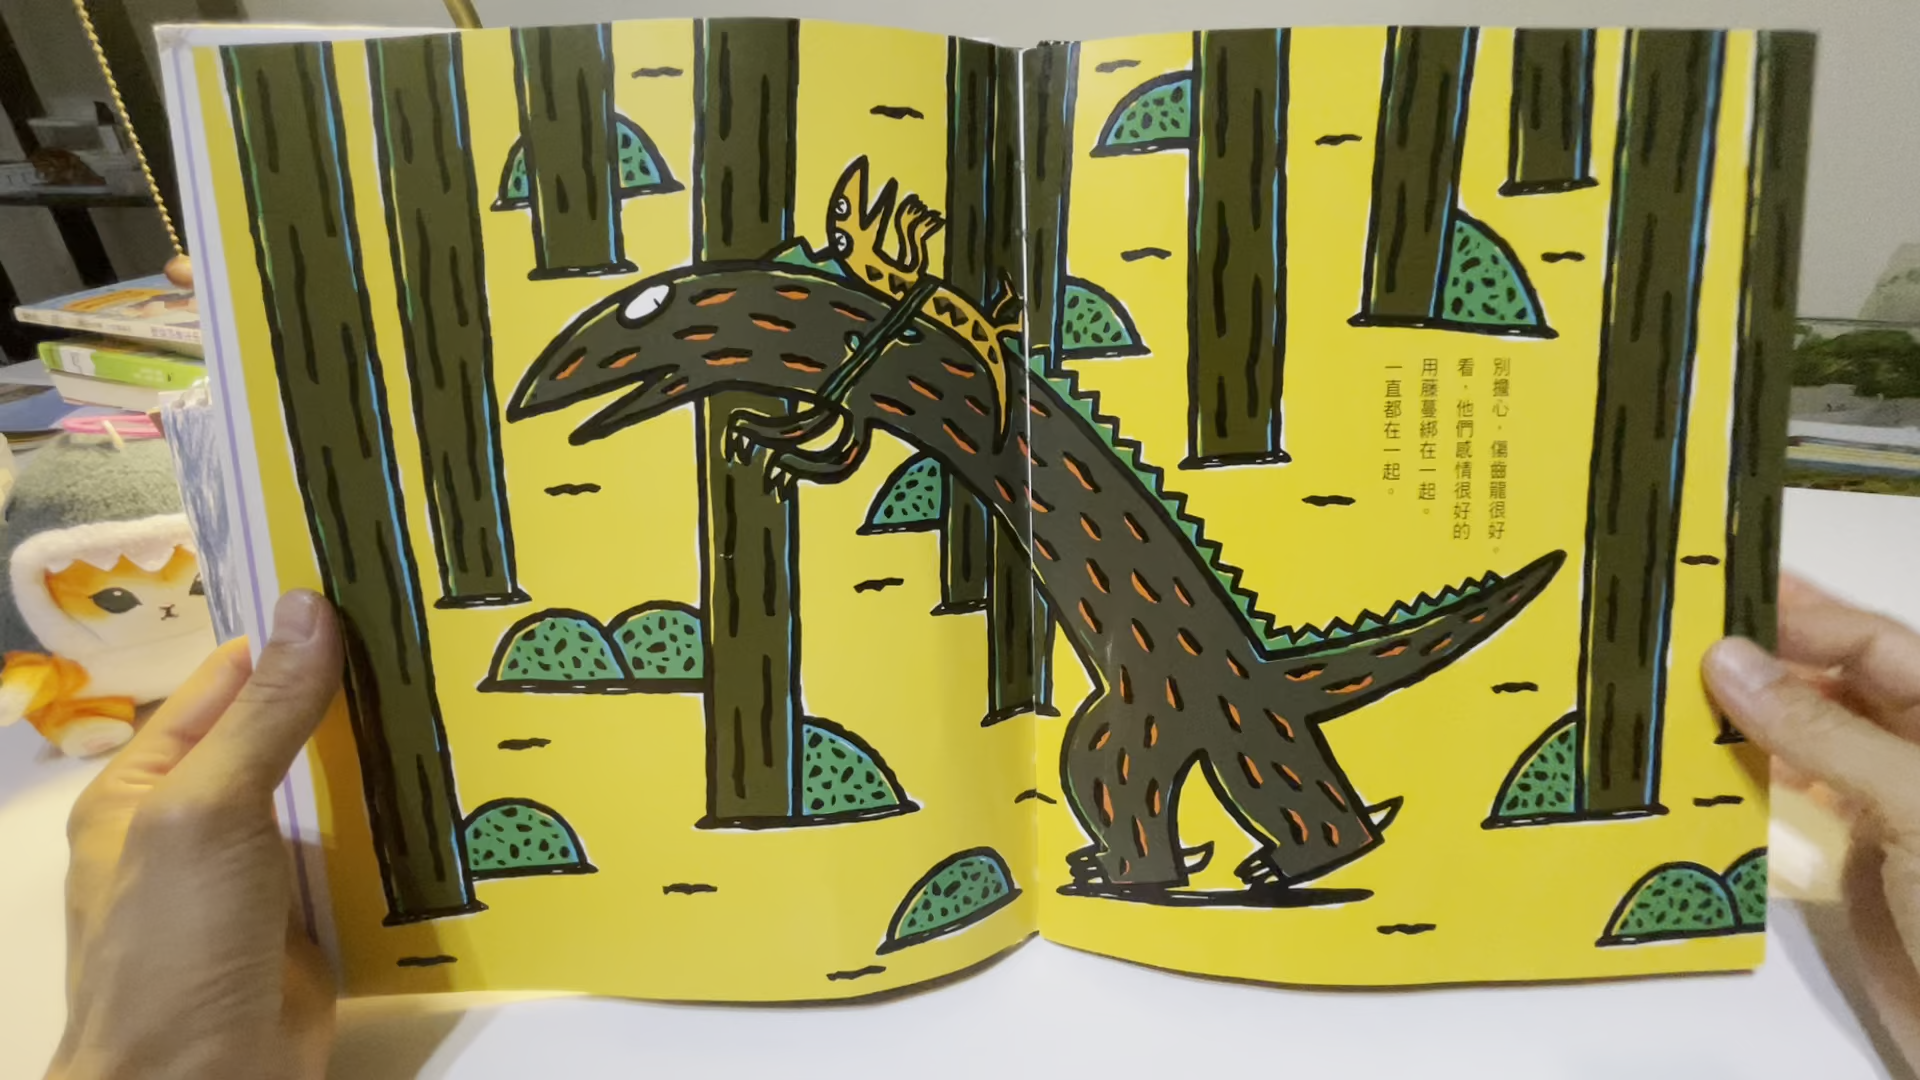 別擔心，傷齒龍很好。
看，他們感情很好的
用藤蔓綁在一起。
一直都在一起。